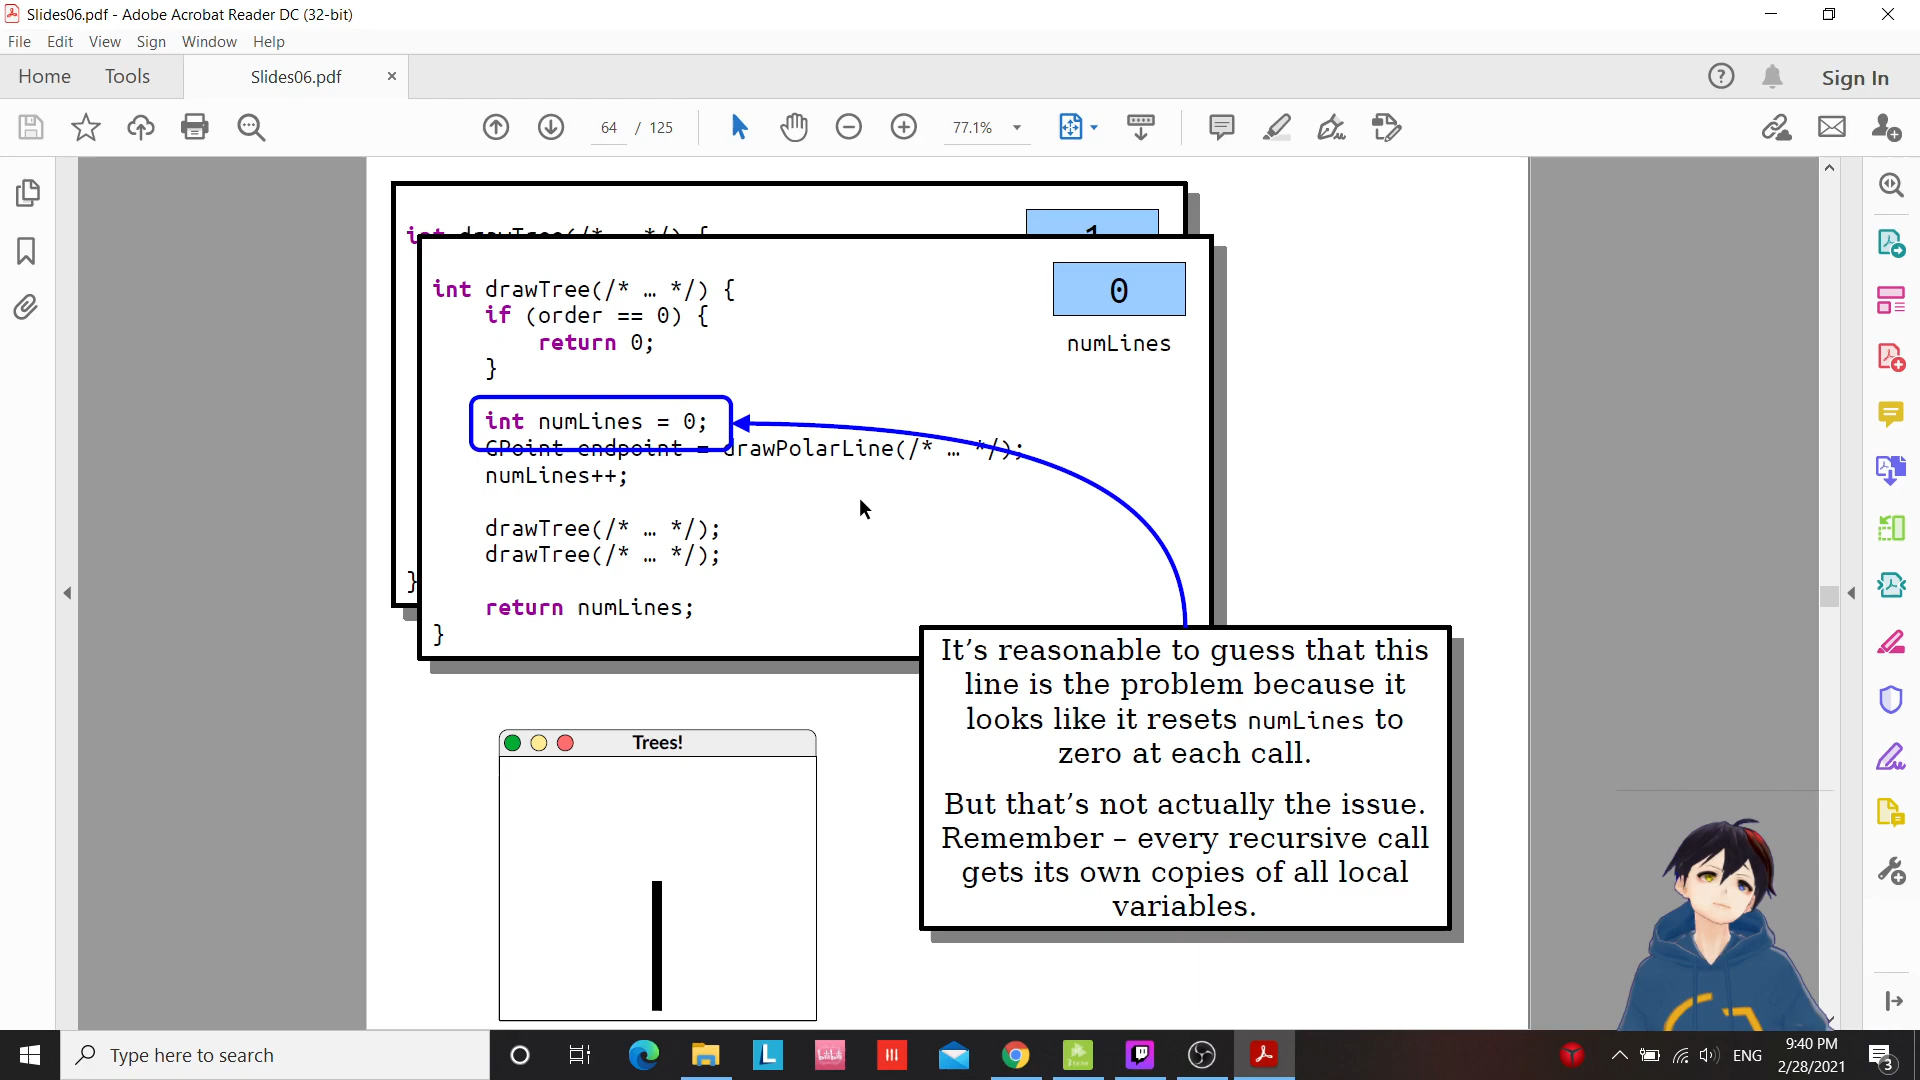 Slides06.pdf - Adobe Acrobat Reader DC (32-bit)
File Edit View Sign Window Help
Home Tools Slides06.pdf × Sign In
64 / 125 77.1%
1
int drawTree(/* … */) {
0
int drawTree(/* … */) {
if (order == 0) {
return 0;
numLines
}
int numLines = 0;
GPoint endpoint = drawPolarLine(/* … */);
numLines++;
drawTree(/* … */);
drawTree(/* … */);
}
return numLines;
}
It’s reasonable to guess that this
line is the problem because it
looks like it resets numLines to
zero at each call.
But that’s not actually the issue.
Remember – every recursive call
gets its own copies of all local
variables.
Trees!
Type here to search
L
ENG
9:40 PM
2/28/2021
3